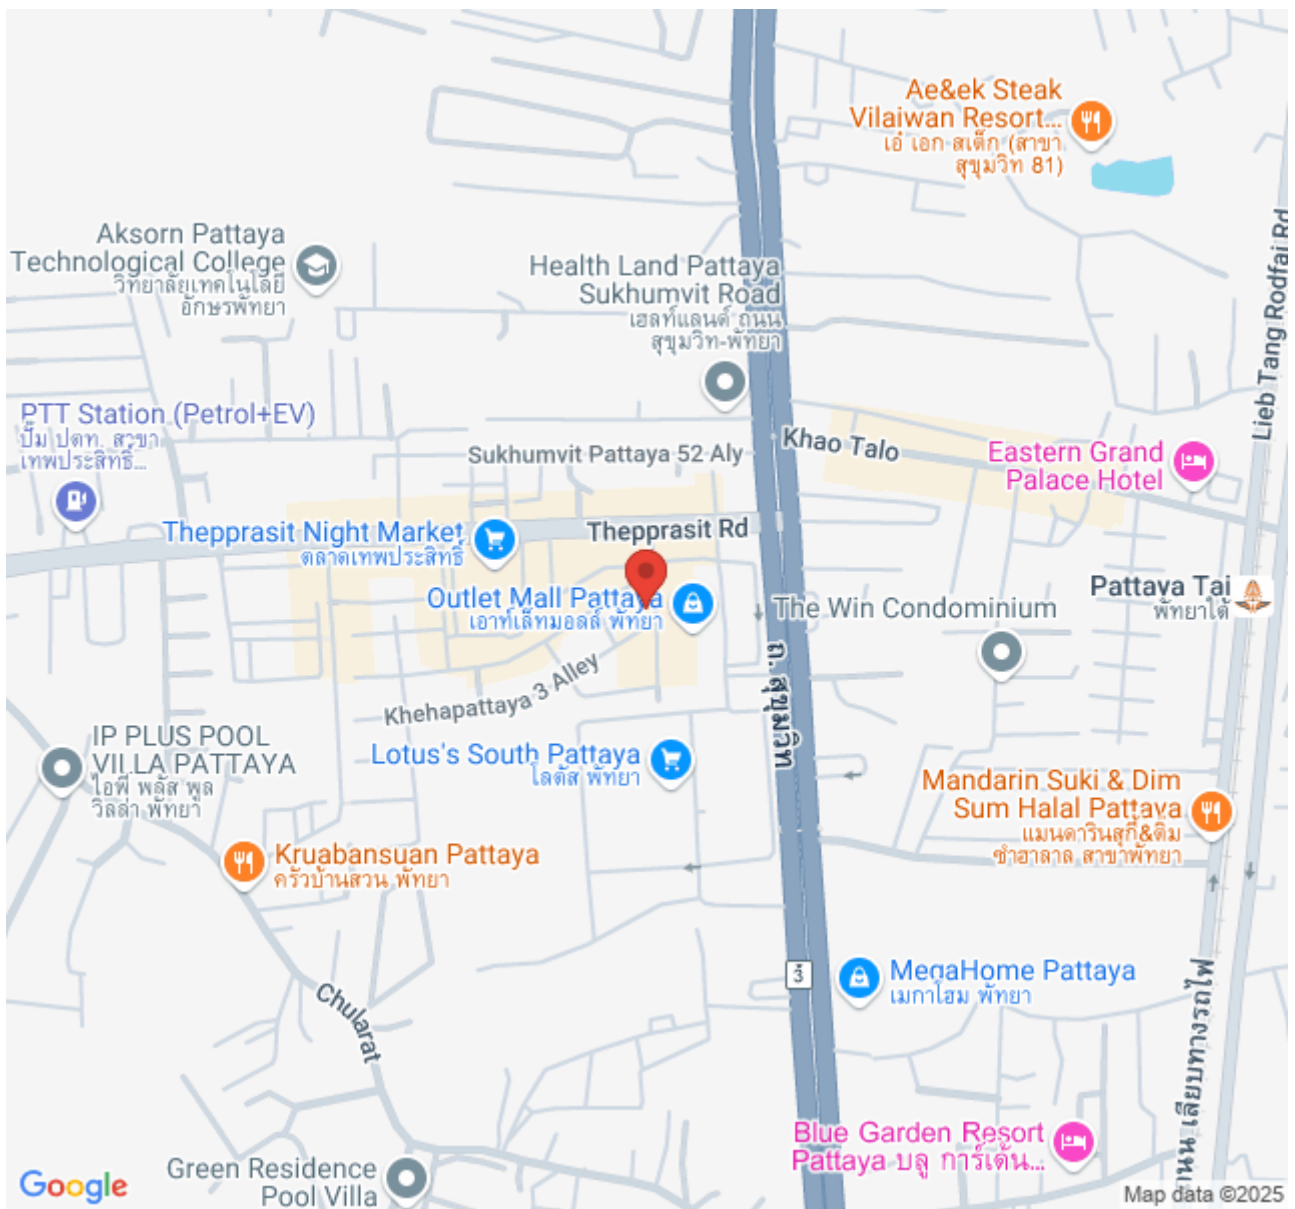 Ae&ek Steak
Vilaiwan Resort...
เอ๋ เอก สเต็ก (สาขา
สุขุมวิท 81)
Aksorn Pattaya
Technological College
วิทยาลัยเทคโนโลยี
อักษรพัทยา
Health Land Pattaya
Sukhumvit Road
เฮลท์แลนด์ ถนน
สุขุมวิท-พัทยา
Lieb Tang Rodfai Rd
PTT Station (Petrol+EV)
ปั๊ม ปตท. สาขา
เทพประสิทธิ์...
Sukhumvit Pattaya 52 Aly
Khao Talo
Eastern Grand
Palace Hotel
Thepprasit Night Market
ตลาดเทพประสิทธิ์
Thepprasit Rd
Outlet Mall Pattaya
เอาท์เล็ทมอลล์ พัทยา
Pattaya Tai
พัทยาใต้
The Win Condominium
ถ. สุขุมวิท
Khehapattaya 3 Alley
IP PLUS POOL
VILLA PATTAYA
ไอพี พลัส พูล
วิลล่า พัทยา
Lotus's South Pattaya
โลตัส พัทยา
Mandarin Suki & Dim
Sum Halal Pattaya
แมนดารินสุกี้&ติ่ม
ซำฮาลาล สาขาพัทยา
Kruabansuan Pattaya
ครัวบ้านสวน พัทยา
3
MegaHome Pattaya
เมกาโฮม พัทยา
Chularat
เลียบทางรถไฟ
Blue Garden Resort
Pattaya บลู การ์เด้น...
Green Residence
Pool Villa
Google
Map data ©2025